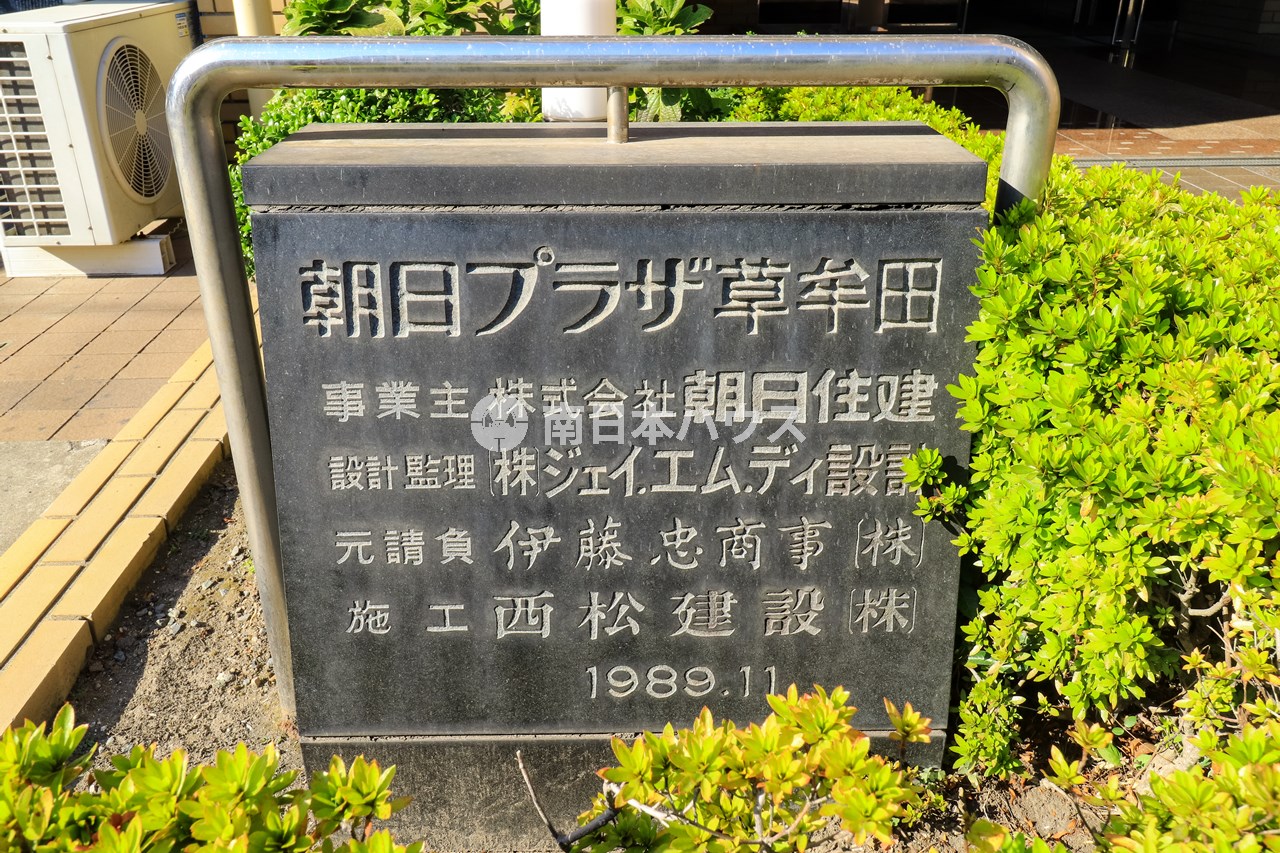 朝日プラザ草牟田
事業主 株式会社朝日住建
南日本ハウス
設計監理 (株)ジェイ.エム.ディ設計
元請負 伊藤忠商事(株)
施工 西松建設(株)
1989.11